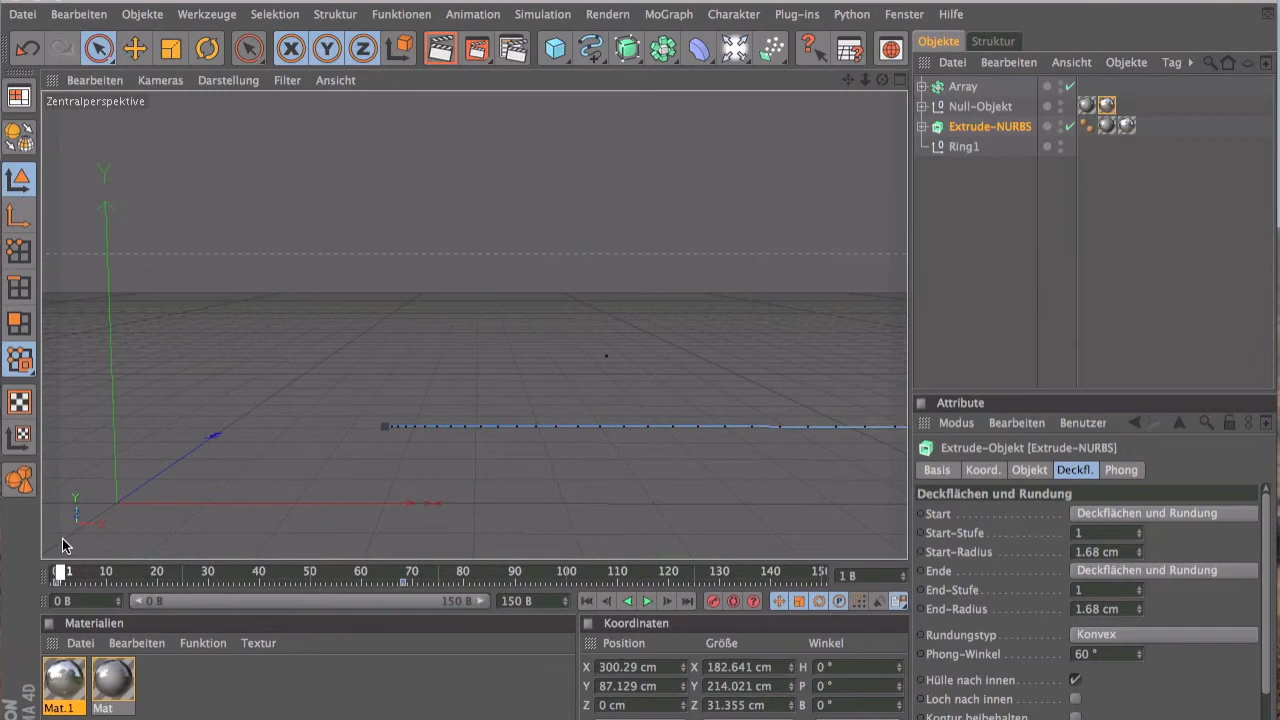 Datei Bearbeiten Objekte Werkzeuge Selektion Struktur Funktionen Animation Simulation Rendern MoGraph Charakter Plug-ins Python Fenster Hilfe
X Y Z
Objekte Struktur
Datei Bearbeiten Ansicht Objekte Tag
Bearbeiten Kameras Darstellung Filter Ansicht
Zentralperspektive
Array
Null-Objekt
Extrude-NURBS
Ring1
Y
Y
Attribute
Modus Bearbeiten Benutzer
Extrude-Objekt [Extrude-NURBS]
Basis Koord. Objekt Deckfl. Phong
Deckflächen und Rundung
Start Deckflächen und Rundung
Start-Stufe 1
Start-Radius 1.68 cm
Ende Deckflächen und Rundung
End-Stufe 1
End-Radius 1.68 cm
Rundungstyp Konvex
Phong-Winkel 60 °
Hülle nach innen
Loch nach innen
Kontur beibehalten
1 10 20 30 40 50 60 70 80 90 100 110 120 130 140 1 B
0 B 0 B 150 B 150 B
Materialien
Datei Bearbeiten Funktion Textur
Mat.1 Mat
Koordinaten
Position Größe Winkel
X 300.29 cm X 182.641 cm H 0 °
Y 87.129 cm Y 214.021 cm P 0 °
Z 0 cm Z 31.355 cm B 0 °